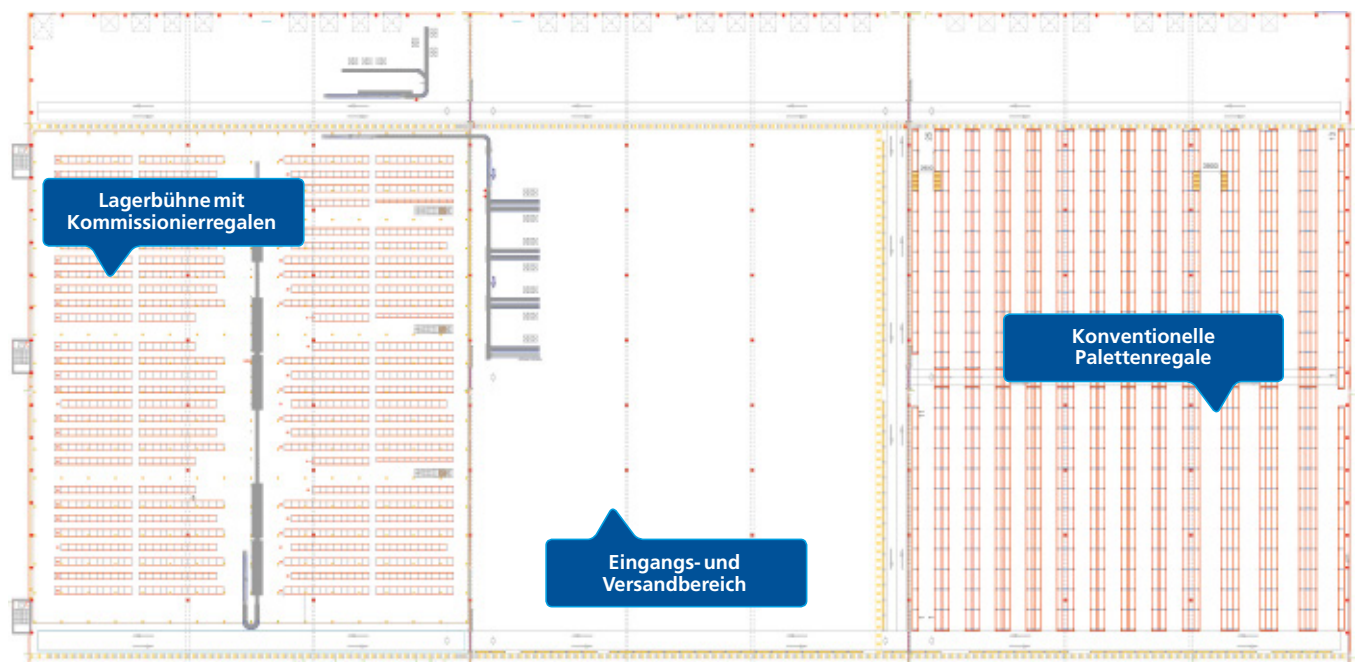 Lagerbühne mit
Kommissionierregalen
Konventionelle
Palettenregale
Eingangs- und
Versandbereich